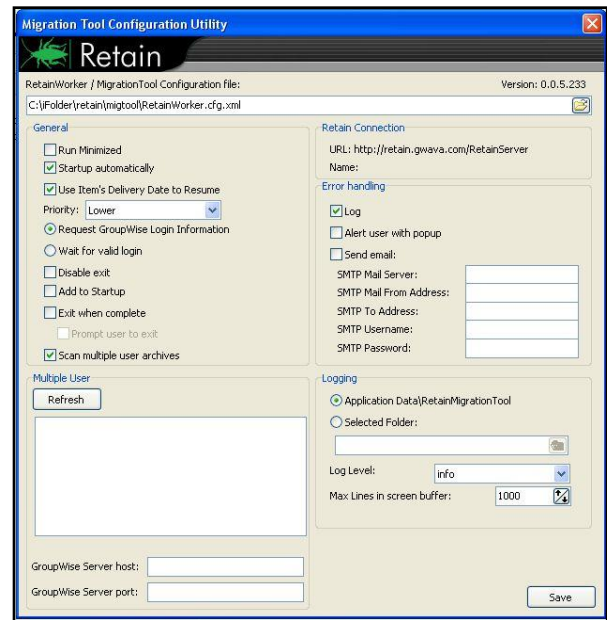 Migration Tool Configuration Utility
Retain
RetainWorker / MigrationTool Configuration file:
Version: 0.0.5.233
C:\iFolder\retain\migtool\RetainWorker.cfg.xml
General
Run Minimized
Startup automatically
Use Item's Delivery Date to Resume
Priority: Lower
Request GroupWise Login Information
Wait for valid login
Disable exit
Add to Startup
Exit when complete
Prompt user to exit
Scan multiple user archives
Retain Connection
URL: http://retain.gwava.com/RetainServer
Name:
Error handling
Log
Alert user with popup
Send email:
SMTP Mail Server:
SMTP Mail From Address:
SMTP To Address:
SMTP Username:
SMTP Password:
Multiple User
Refresh
GroupWise Server host:
GroupWise Server port:
Logging
Application Data\RetainMigrationTool
Selected Folder:
Log Level: info
Max Lines in screen buffer: 1000
Save